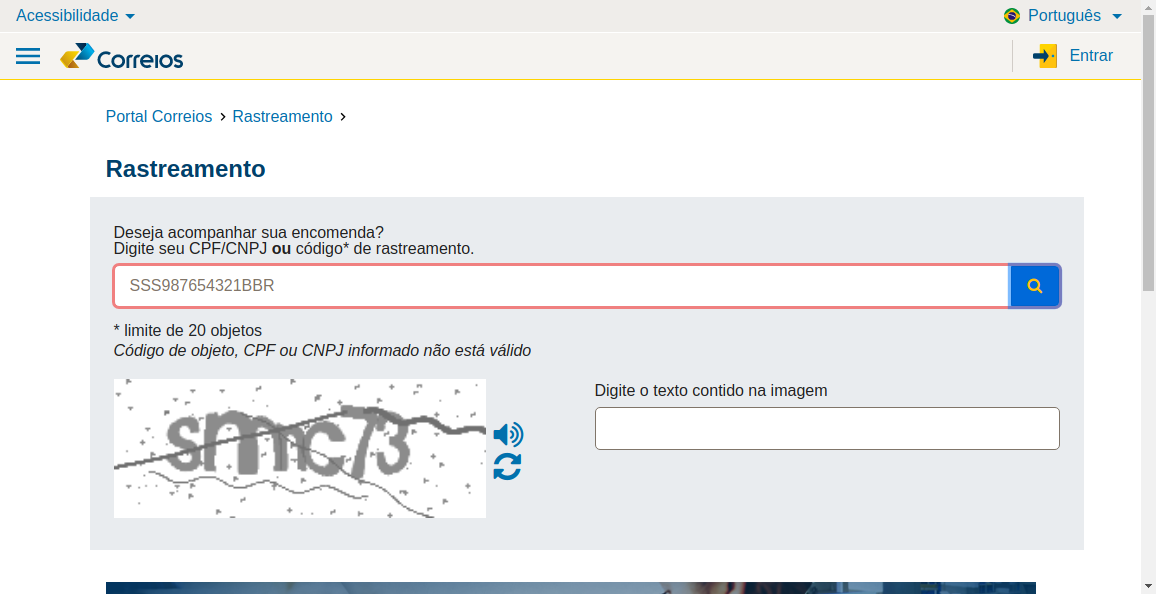 Acessibilidade
Português
Correios
Entrar
Portal Correios
Rastreamento
Rastreamento
Deseja acompanhar sua encomenda?
Digite seu CPF/CNPJ ou código* de rastreamento.
SSS987654321BBR
* limite de 20 objetos
Código de objeto, CPF ou CNPJ informado não está válido
Digite o texto contido na imagem